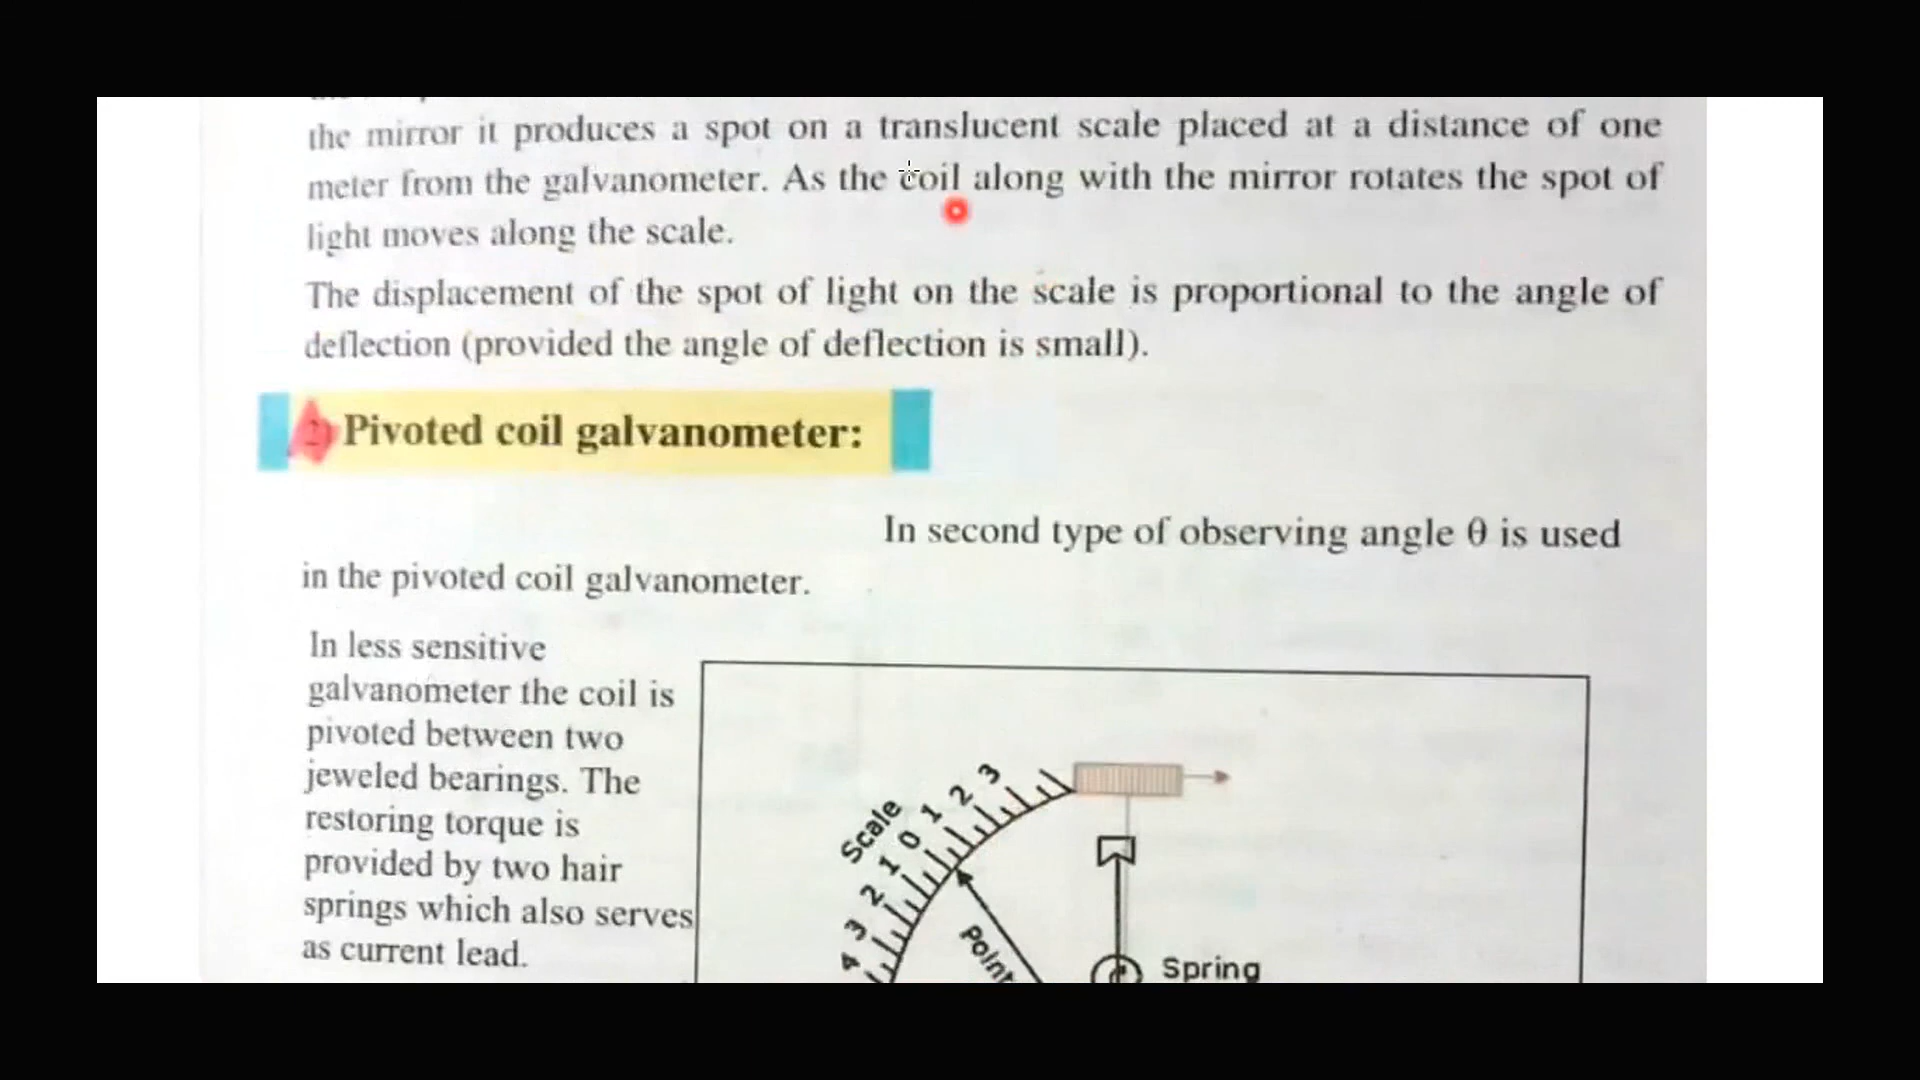 the mirror it produces a spot on a translucent scale placed at a distance of one
meter from the galvanometer. As the coil along with the mirror rotates the spot of
light moves along the scale.
The displacement of the spot of light on the scale is proportional to the angle of
deflection (provided the angle of deflection is small).
2) Pivoted coil galvanometer:
In second type of observing angle θ is used
in the pivoted coil galvanometer.
In less sensitive
galvanometer the coil is
pivoted between two
jeweled bearings. The
restoring torque is
provided by two hair
springs which also serves
as current lead.
Scale
4 3 2 1 0 1 2 3
Point
Spring